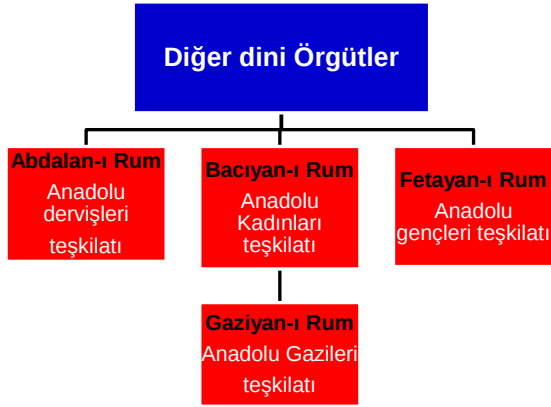 Diğer dini Örgütler
Abdalan-ı Rum
Anadolu
dervişleri
teşkilatı
Bacıyan-ı Rum
Anadolu
Kadınları
teşkilatı
Fetayan-ı Rum
Anadolu
gençleri teşkilatı
Gaziyan-ı Rum
Anadolu Gazileri
teşkilatı